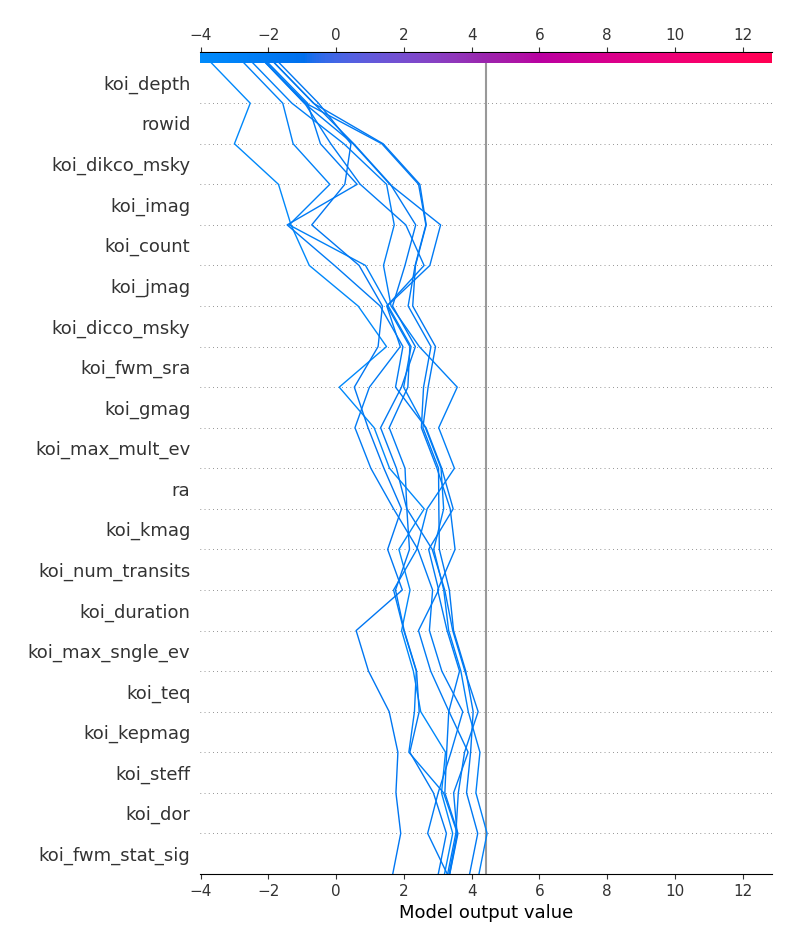 −4 −2 0 2 4 6 8 10 12
koi_depth
rowid
koi_dikco_msky
koi_imag
koi_count
koi_jmag
koi_dicco_msky
koi_fwm_sra
koi_gmag
koi_max_mult_ev
ra
koi_kmag
koi_num_transits
koi_duration
koi_max_sngle_ev
koi_teq
koi_kepmag
koi_steff
koi_dor
koi_fwm_stat_sig
−4 −2 0 2 4 6 8 10 12
Model output value